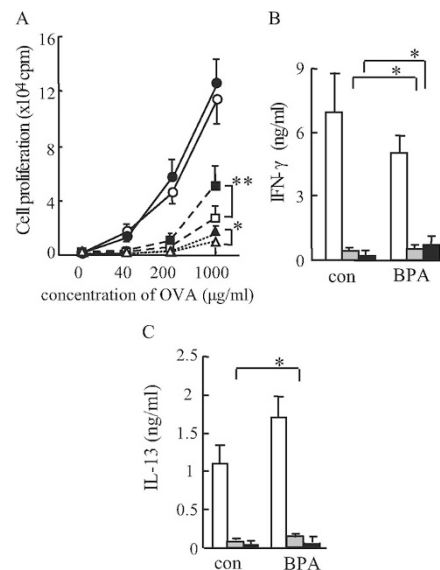 A
Cell proliferation (x10⁴ cpm)
16
12
8
4
0
**
*
0 40 200 1000
concentration of OVA (μg/ml)
B
IFN-γ (ng/ml)
9
6
3
0
*
*
con BPA
C
IL-13 (ng/ml)
2.5
2
1.5
1
0.5
0
*
con BPA